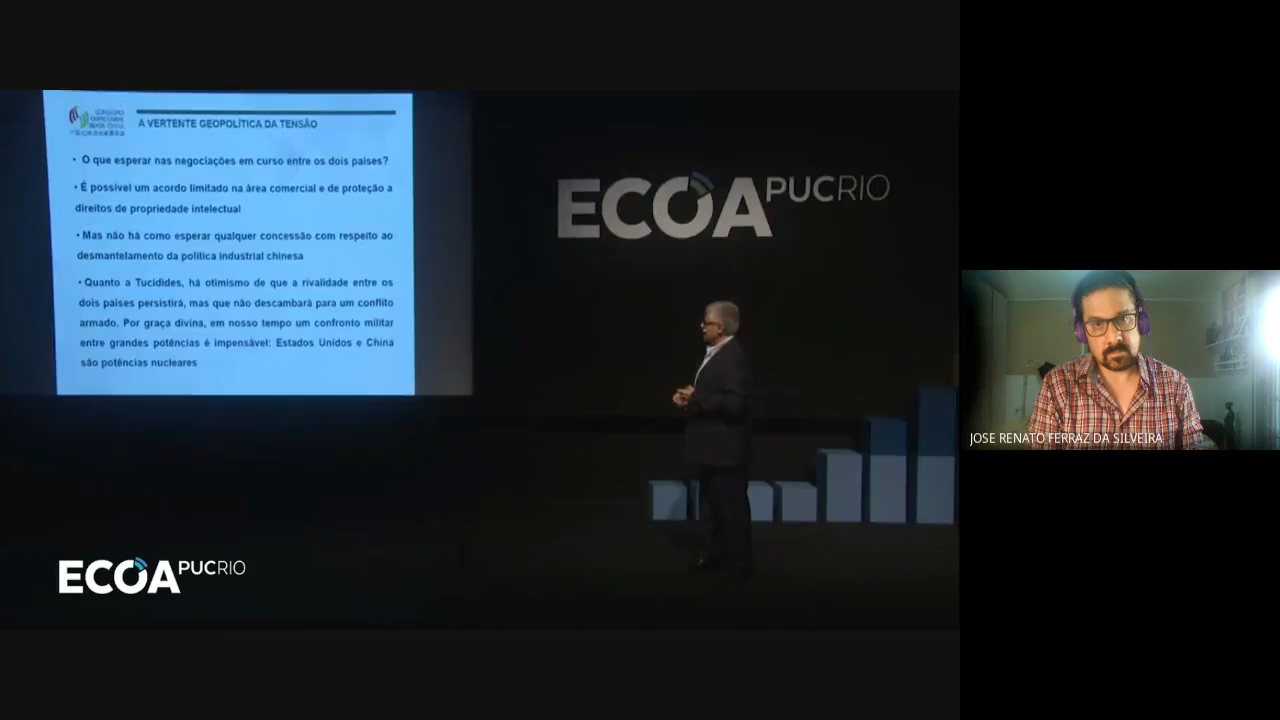 CONSELHO
EMPRESARIAL
BRASIL-CHINA
A VERTENTE GEOPOLÍTICA DA TENSÃO
• O que esperar nas negociações em curso entre os dois países?
• É possível um acordo limitado na área comercial e de proteção a
direitos de propriedade intelectual
• Mas não há como esperar qualquer concessão com respeito ao
desmantelamento da política industrial chinesa
• Quanto a Tucídides, há otimismo de que a rivalidade entre os
dois países persistirá, mas que não descambará para um conflito
armado. Por graça divina, em nosso tempo um confronto militar
entre grandes potências é impensável: Estados Unidos e China
são potências nucleares
ECOA PUCRIO
ECOA PUCRIO
JOSE RENATO FERRAZ DA SILVEIRA